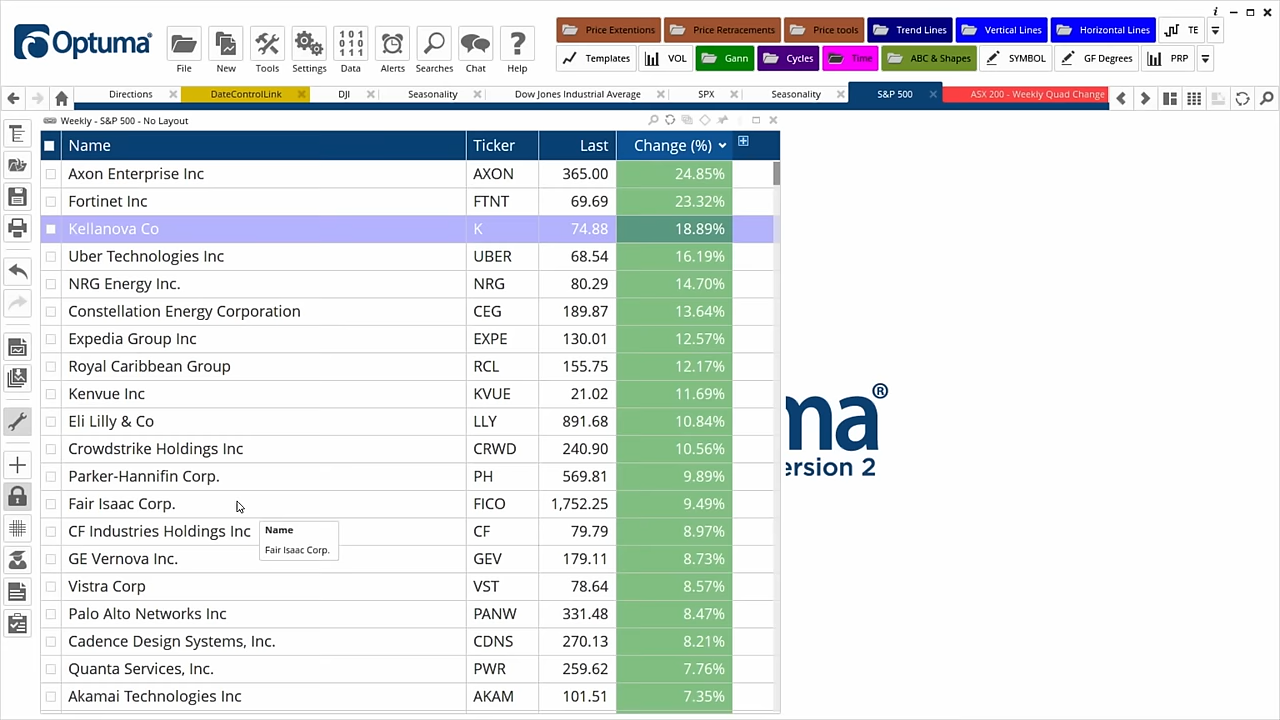 Optuma®
File
New
Tools
Settings
Data
Alerts
Searches
Chat
Help
Price Extentions
Price Retracements
Price tools
Trend Lines
Vertical Lines
Horizontal Lines
TE
Templates
VOL
Gann
Cycles
Time
ABC & Shapes
SYMBOL
GF Degrees
PRP
Directions
DateControlLink
DJI
Seasonality
Dow Jones Industrial Average
SPX
Seasonality
S&P 500
ASX 200 - Weekly Quad Change
Weekly - S&P 500 - No Layout
Name Ticker Last Change (%)
Axon Enterprise Inc AXON 365.00 24.85%
Fortinet Inc FTNT 69.69 23.32%
Kellanova Co K 74.88 18.89%
Uber Technologies Inc UBER 68.54 16.19%
NRG Energy Inc. NRG 80.29 14.70%
Constellation Energy Corporation CEG 189.87 13.64%
Expedia Group Inc EXPE 130.01 12.57%
Royal Caribbean Group RCL 155.75 12.17%
Kenvue Inc KVUE 21.02 11.69%
Eli Lilly & Co LLY 891.68 10.84%
Crowdstrike Holdings Inc CRWD 240.90 10.56%
Parker-Hannifin Corp. PH 569.81 9.89%
Fair Isaac Corp. FICO 1,752.25 9.49%
CF Industries Holdings Inc CF 79.79 8.97%
GE Vernova Inc. GEV 179.11 8.73%
Vistra Corp VST 78.64 8.57%
Palo Alto Networks Inc PANW 331.48 8.47%
Cadence Design Systems, Inc. CDNS 270.13 8.21%
Quanta Services, Inc. PWR 259.62 7.76%
Akamai Technologies Inc AKAM 101.51 7.35%
Name
Fair Isaac Corp.
ma®
ersion 2